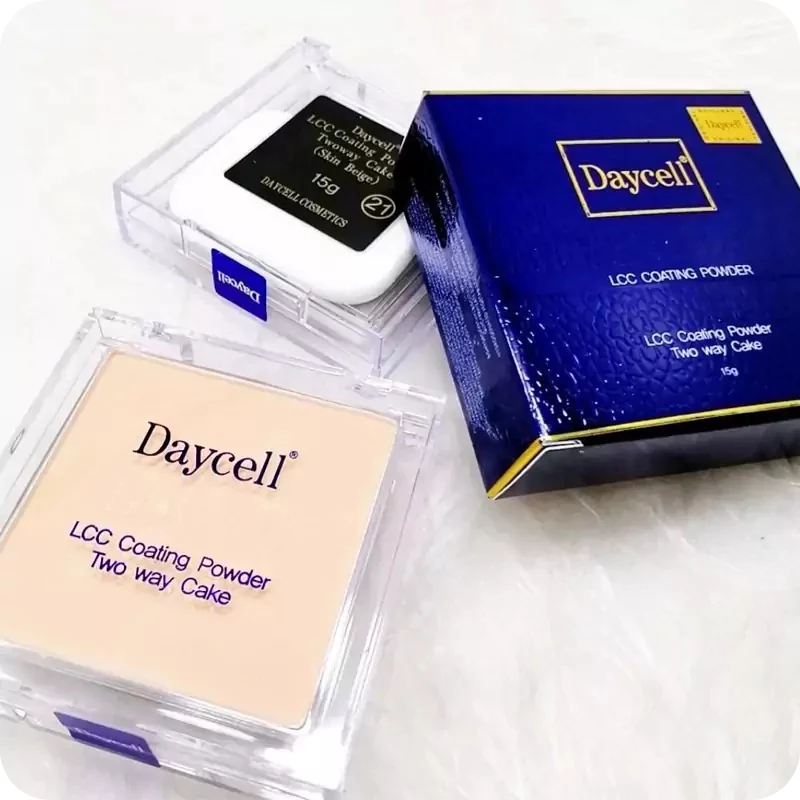 Daycell®
LCC Coating Po
Twoway Cake
(Skin Beige)
15g
21
DAYCELL COSMETICS
Daycell
Daycell
Daycell®
LCC COATING POWDER
LCC Coating Powder
Two way Cake
15g
Daycell®
LCC Coating Powder
Two way Cake
Daycell